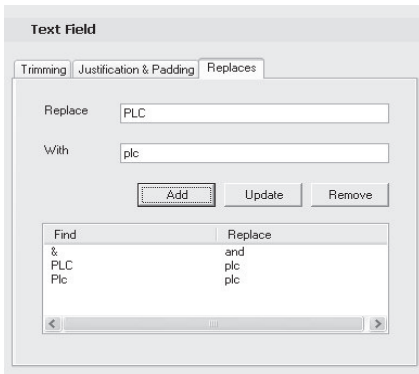 Text Field
Trimming Justification & Padding Replaces
Replace PLC
With plc
Add Update Remove
Find Replace
& and
PLC plc
Plc plc